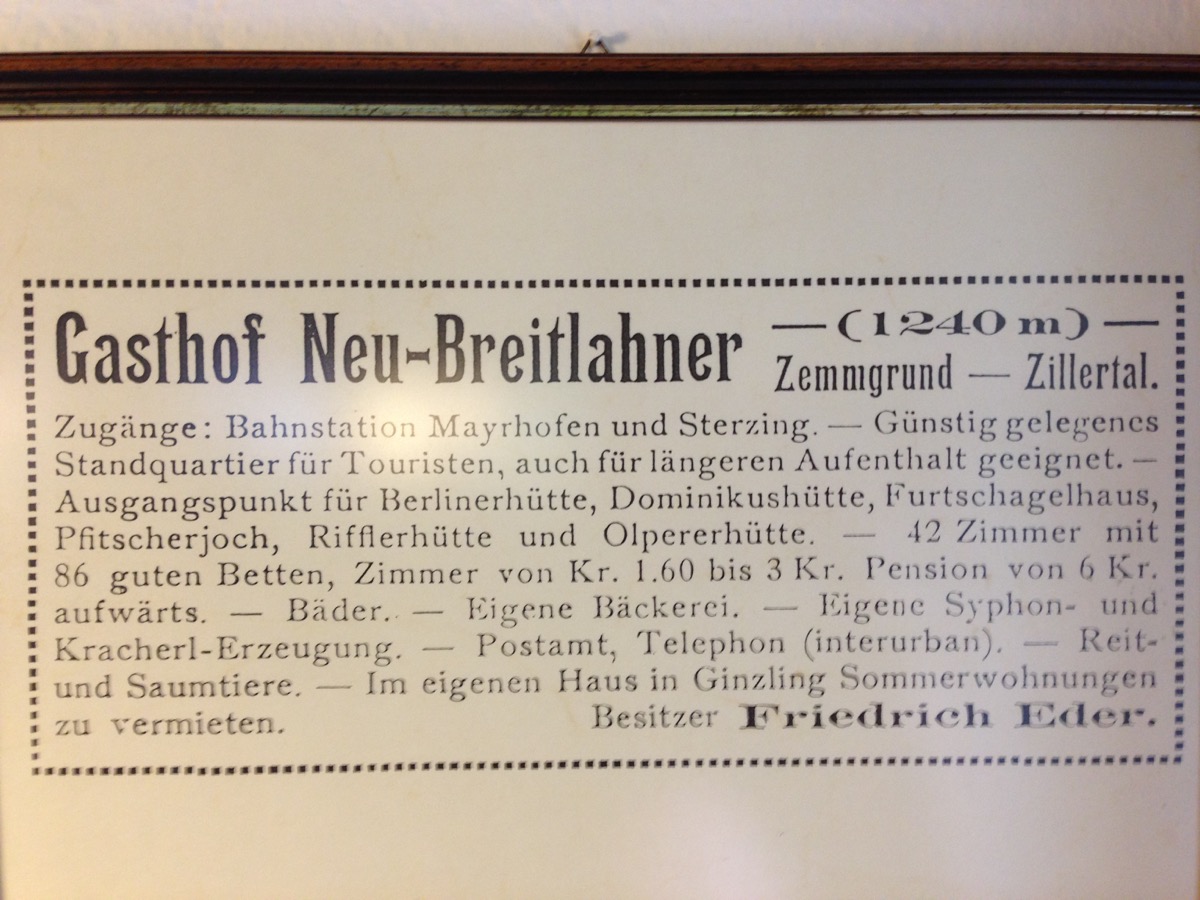 Gasthof Neu-Breitlahner — (1240 m) —
Zemmgrund — Zillertal.
Zugänge: Bahnstation Mayrhofen und Sterzing. — Günstig gelegenes
Standquartier für Touristen, auch für längeren Aufenthalt geeignet. —
Ausgangspunkt für Berlinerhütte, Dominikushütte, Furtschagelhaus,
Pfitscherjoch, Rifflerhütte und Olpererhütte. — 42 Zimmer mit
86 guten Betten, Zimmer von Kr. 1.60 bis 3 Kr. Pension von 6 Kr.
aufwärts. — Bäder. — Eigene Bäckerei. — Eigene Syphon- und
Kracherl-Erzeugung. — Postamt, Telephon (interurban). — Reit-
und Saumtiere. — Im eigenen Haus in Ginzling Sommerwohnungen
zu vermieten. Besitzer Friedrich Eder.